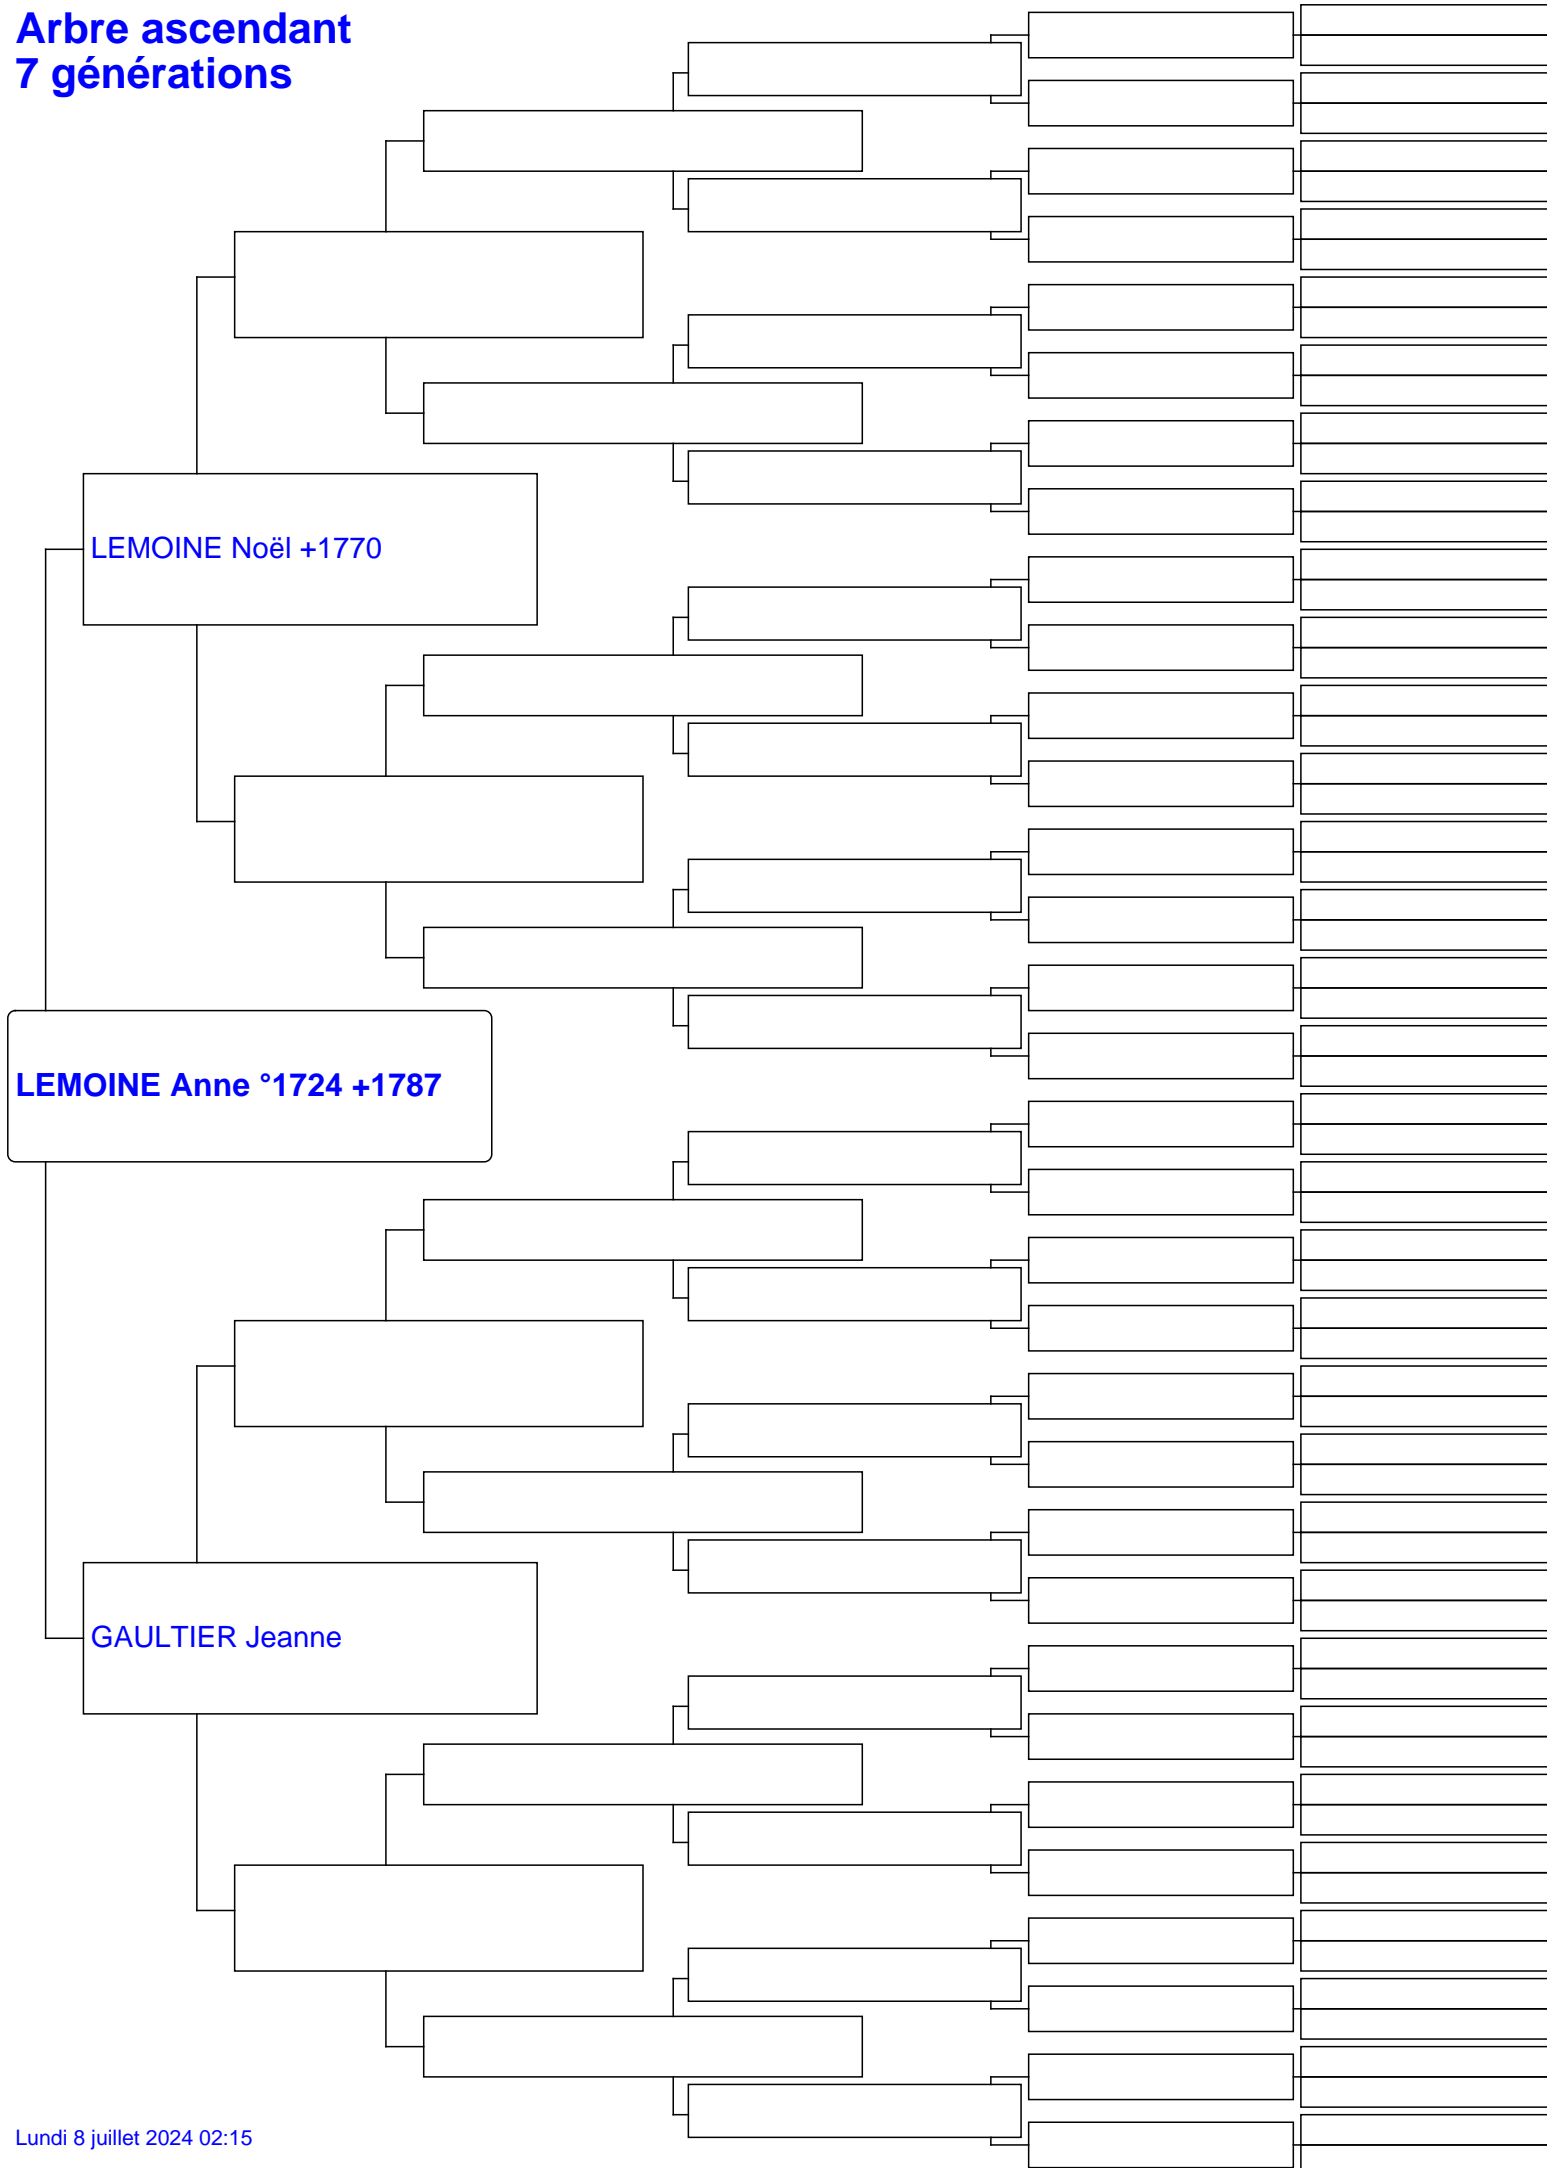 Arbre ascendant
7 générations
LEMOINE Noël +1770
LEMOINE Anne °1724 +1787
GAULTIER Jeanne
Lundi 8 juillet 2024 02:15